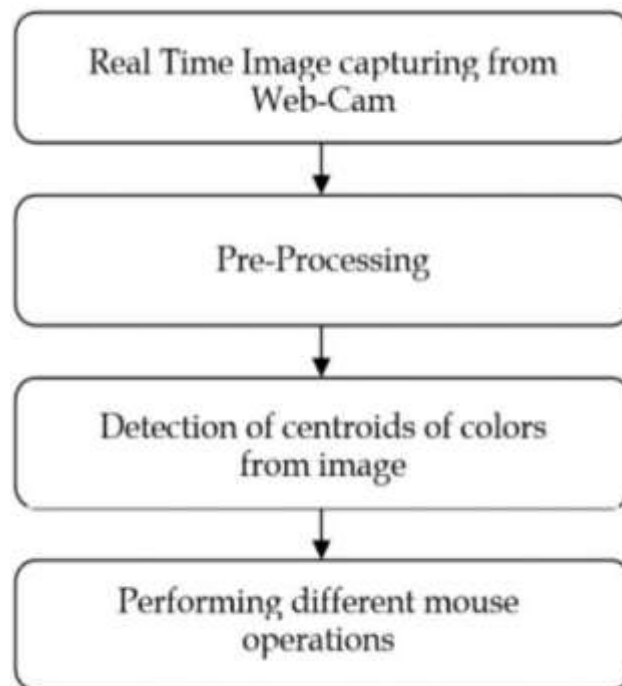 Real Time Image capturing from
Web-Cam
Pre-Processing
Detection of centroids of colors
from image
Performing different mouse
operations